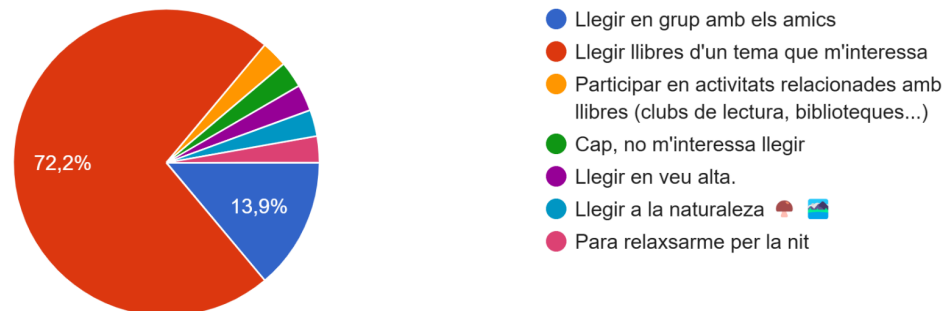 72,2%
13,9%
Llegir en grup amb els amics
Llegir llibres d'un tema que m'interessa
Participar en activitats relacionades amb
llibres (clubs de lectura, biblioteques...)
Cap, no m'interessa llegir
Llegir en veu alta.
Llegir a la naturaleza 🍄 🏞️
Para relaxsarme per la nit